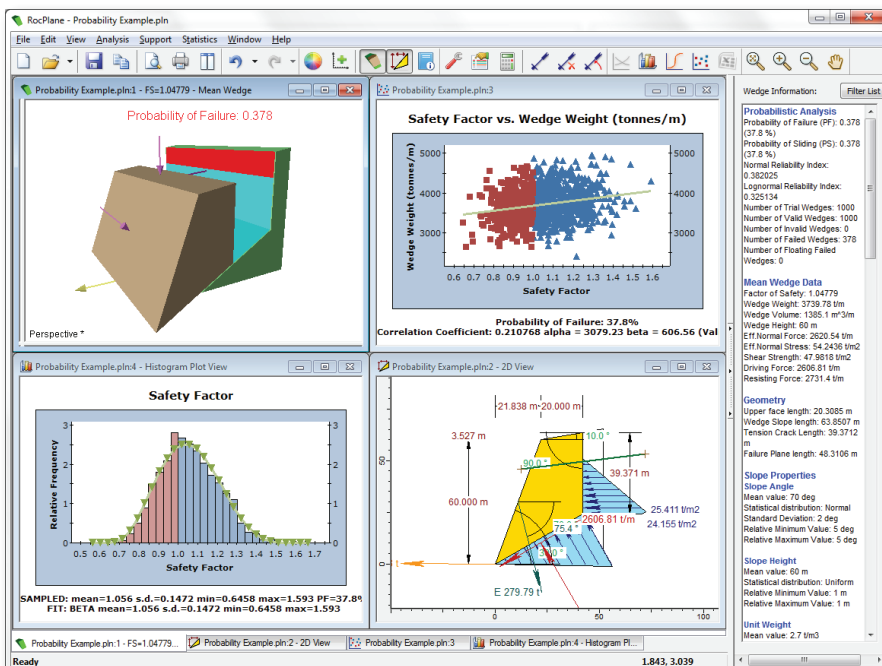 RocPlane - Probability Example.pln
File Edit View Analysis Support Statistics Window Help
Probability Example.pln:1 - FS=1.04779 - Mean Wedge
Probability of Failure: 0.378
Perspective *
Probability Example.pln:3
Safety Factor vs. Wedge Weight (tonnes/m)
Wedge Weight (tonnes/m)
5000
4000
3000
5000
4000
3000
0.6 0.7 0.8 0.9 1.0 1.1 1.2 1.3 1.4 1.5 1.6
Safety Factor
Probability of Failure: 37.8%
Correlation Coefficient: 0.210768 alpha = 3079.23 beta = 606.56 (Val
Probability Example.pln:4 - Histogram Plot View
Safety Factor
Relative Frequency
3
2
1
0
3
2
1
0
0.5 0.6 0.7 0.8 0.9 1.0 1.1 1.2 1.3 1.4 1.5 1.6 1.7
Safety Factor
SAMPLED: mean=1.056 s.d.=0.1472 min=0.6458 max=1.593 PF=37.8%
FIT: BETA mean=1.056 s.d.=0.1472 min=0.6458 max=1.593
Probability Example.pln:2 - 2D View
21.838 m 20.000 m
3.527 m
10.0 °
90.0 °
39.371 m
60.000 m
25.411 t/m2
2606.81 t/m
24.155 t/m2
75.4 °
E 279.79 t
50
0
0 50 100
Wedge Information:
Filter List
Probabilistic Analysis
Probability of Failure (PF): 0.378
(37.8 %)
Probability of Sliding (PS): 0.378
(37.8 %)
Normal Reliability Index:
0.382025
Lognormal Reliability Index:
0.325134
Number of Trial Wedges: 1000
Number of Valid Wedges: 1000
Number of Invalid Wedges: 0
Number of Failed Wedges: 378
Number of Floating Failed
Wedges: 0
Mean Wedge Data
Factor of Safety: 1.04779
Wedge Weight: 3739.78 t/m
Wedge Volume: 1385.1 m^3/m
Wedge Height: 60 m
Eff.Normal Force: 2620.54 t/m
Eff.Normal Stress: 54.2436 t/m2
Shear Strength: 47.9818 t/m2
Driving Force: 2606.81 t/m
Resisting Force: 2731.4 t/m
Geometry
Upper face length: 20.3085 m
Wedge Slope length: 63.8507 m
Tension Crack Length: 39.3712
m
Failure Plane length: 48.3106 m
Slope Properties
Slope Angle
Mean value: 70 deg
Statistical distribution: Normal
Standard Deviation: 2 deg
Relative Minimum Value: 5 deg
Relative Maximum Value: 5 deg
Slope Height
Mean value: 60 m
Statistical distribution: Uniform
Relative Minimum Value: 1 m
Relative Maximum Value: 1 m
Unit Weight
Mean value: 2.7 t/m3
Probability Example.pln:1 - FS=1.04779... Probability Example.pln:2 - 2D View Probability Example.pln:3 Probability Example.pln:4 - Histogram Pl...
Ready
1.843, 3.039